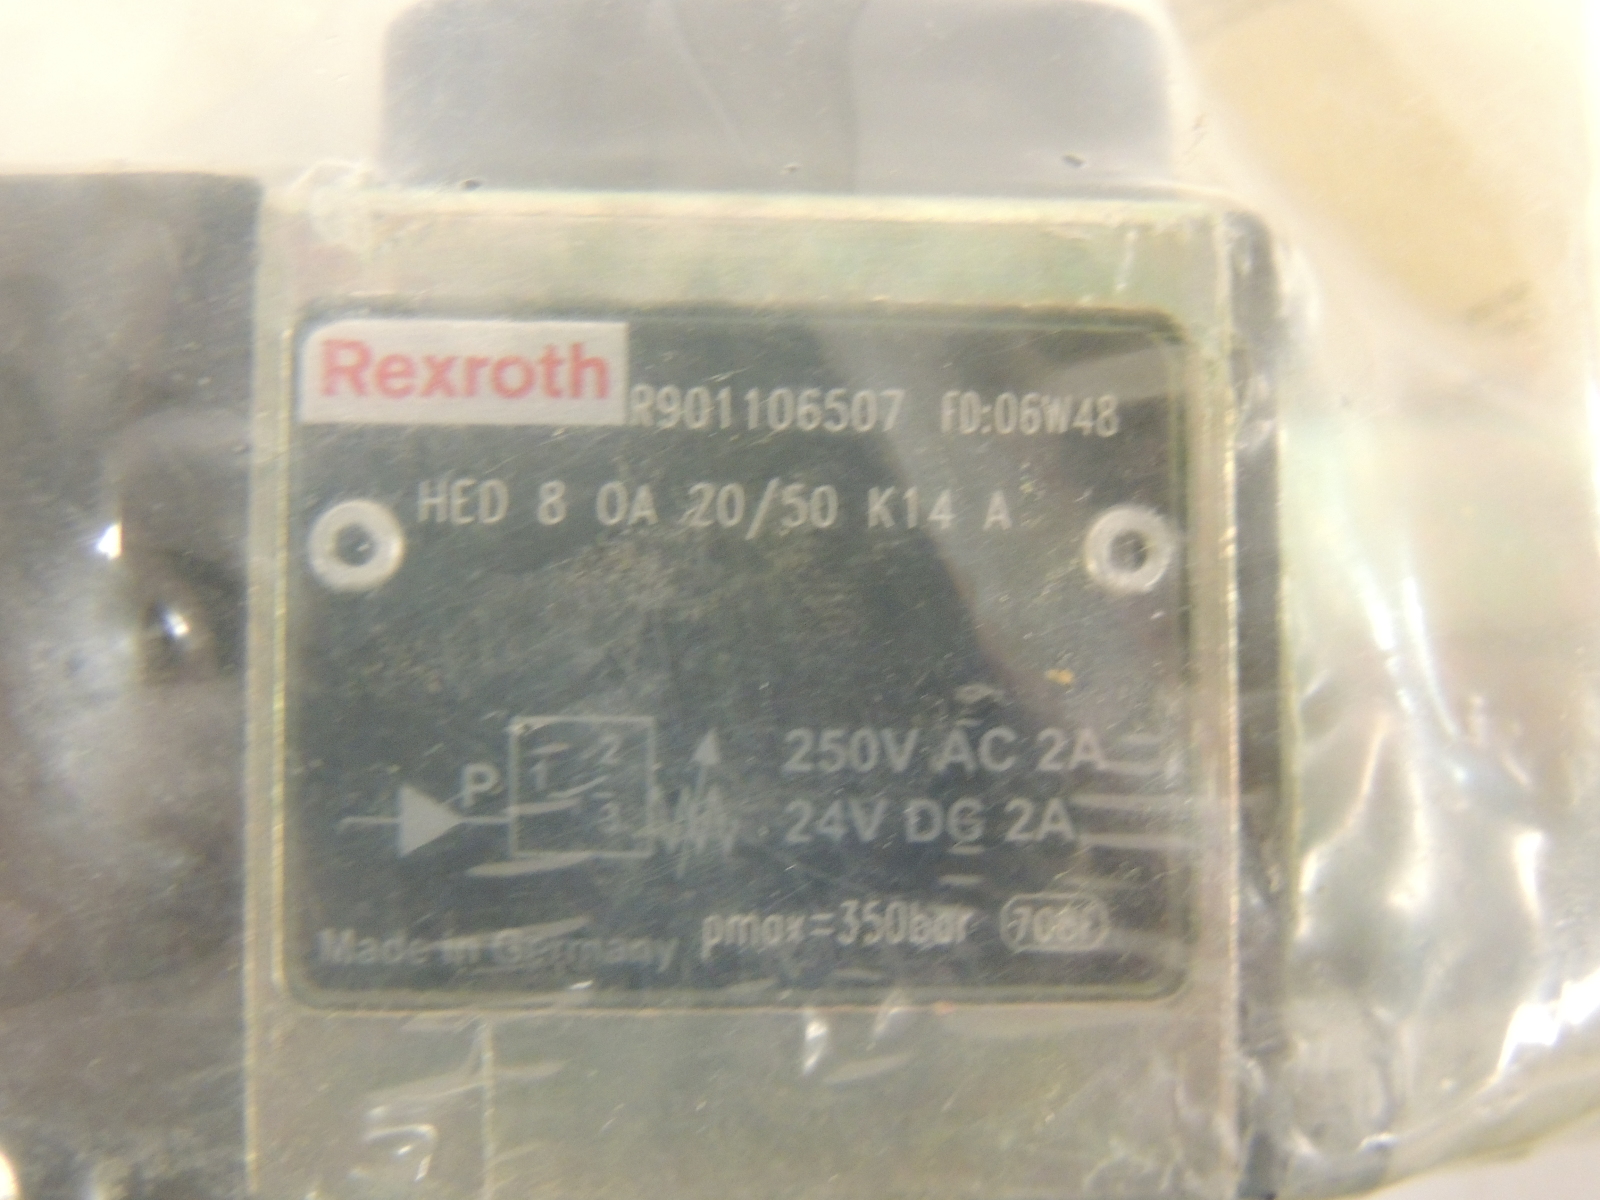 Rexroth R901106507 FD:06W48
HED 8 OA 20/50 K14 A
2
P 1 250V AC 2A
3 24V DC 2A
Made in Germany pmax=350bar